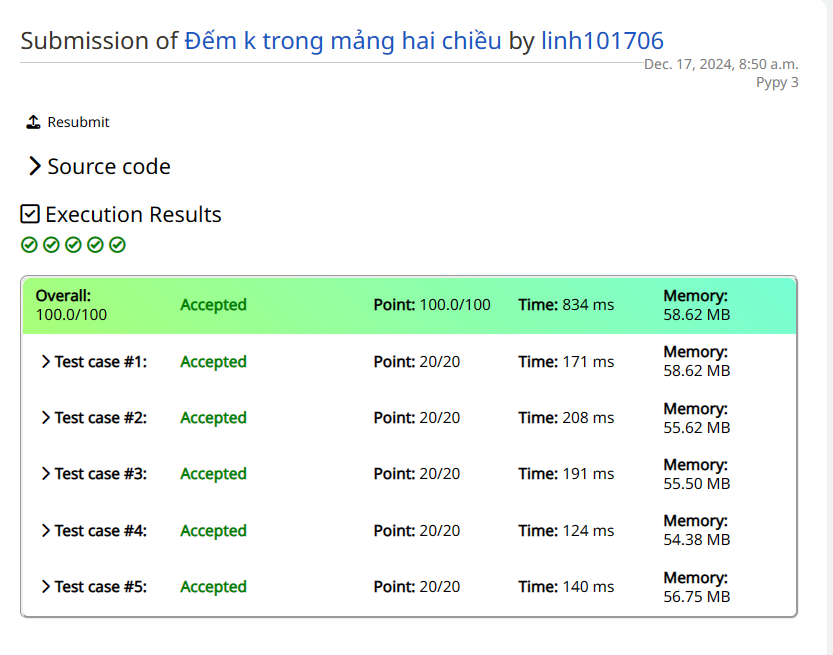 Submission of Đếm k trong mảng hai chiều by linh101706
Dec. 17, 2024, 8:50 a.m.
Pypy 3
Resubmit
Source code
Execution Results
Overall: 100.0/100 Accepted Point: 100.0/100 Time: 834 ms Memory: 58.62 MB
Test case #1: Accepted Point: 20/20 Time: 171 ms Memory: 58.62 MB
Test case #2: Accepted Point: 20/20 Time: 208 ms Memory: 55.62 MB
Test case #3: Accepted Point: 20/20 Time: 191 ms Memory: 55.50 MB
Test case #4: Accepted Point: 20/20 Time: 124 ms Memory: 54.38 MB
Test case #5: Accepted Point: 20/20 Time: 140 ms Memory: 56.75 MB